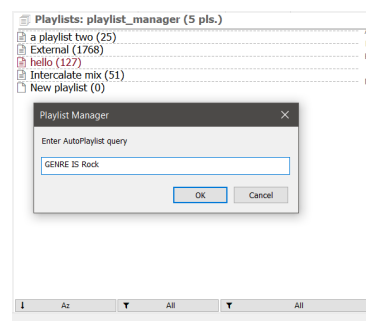 Playlists: playlist_manager (5 pls.)
a playlist two (25)
External (1768)
hello (127)
Intercalate mix (51)
New playlist (0)
Playlist Manager
Enter AutoPlaylist query
GENRE IS Rock
OK Cancel
Az All All